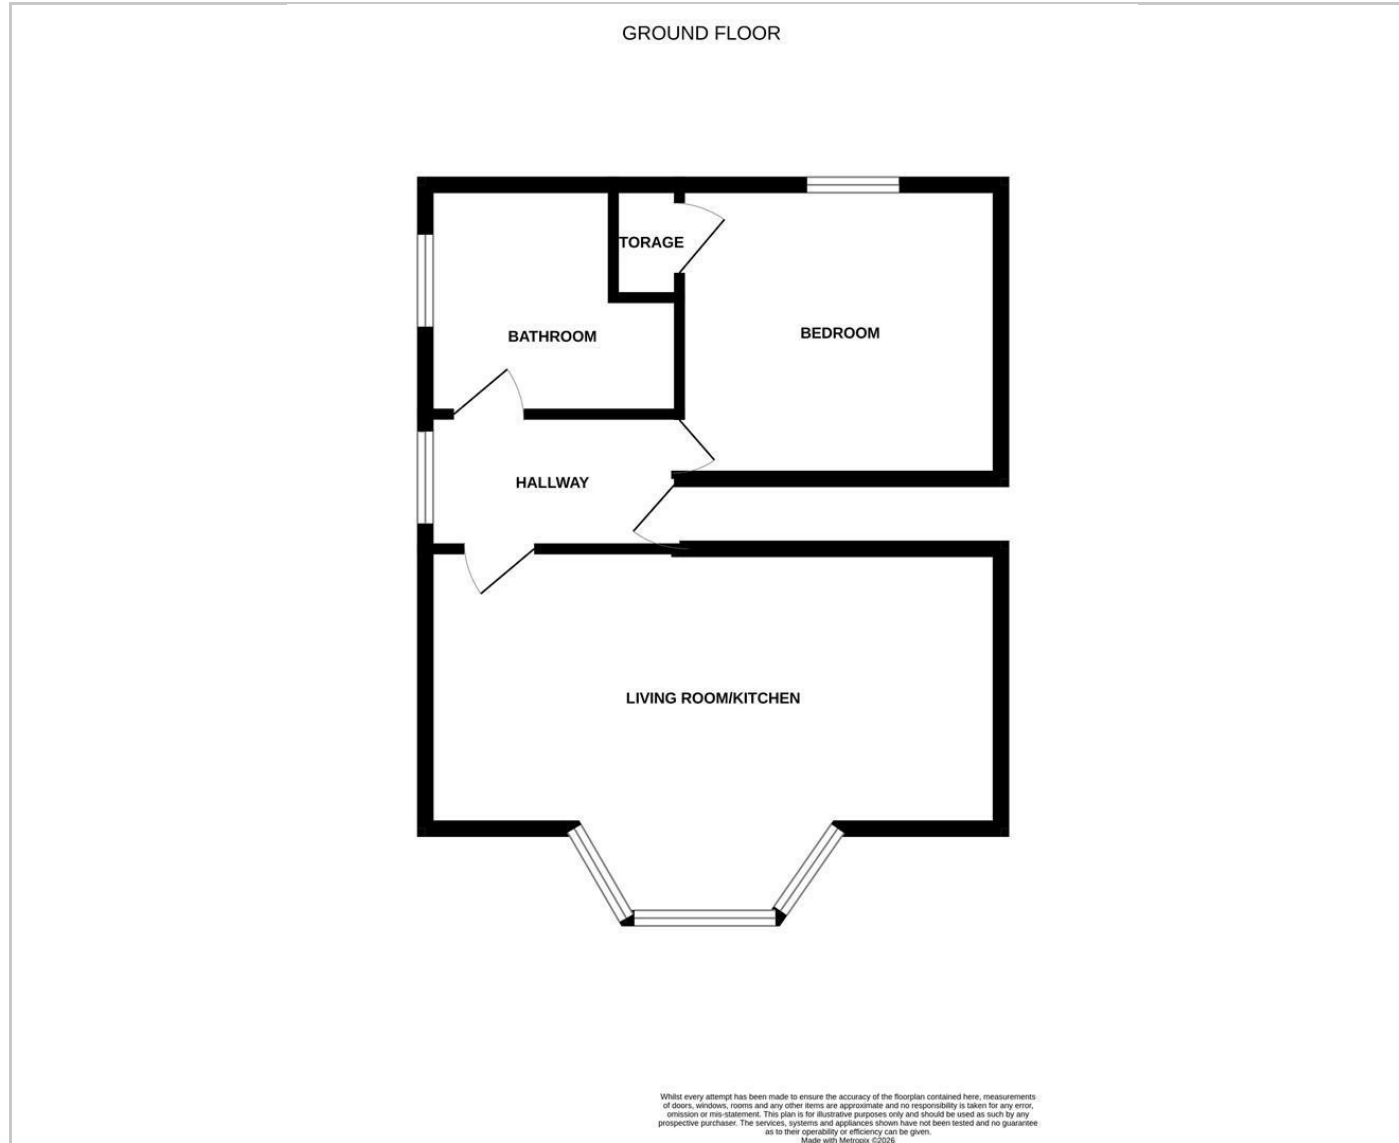 GROUND FLOOR
TORAGE
BATHROOM
BEDROOM
HALLWAY
LIVING ROOM/KITCHEN
Whilst every attempt has been made to ensure the accuracy of the floorplan contained here, measurements
of doors, windows, rooms and any other items are approximate and no responsibility is taken for any error,
omission or mis-statement. This plan is for illustrative purposes only and should be used as such by any
prospective purchaser. The services, systems and appliances shown have not been tested and no guarantee
as to their operability or efficiency can be given.
Made with Metropix ©2026